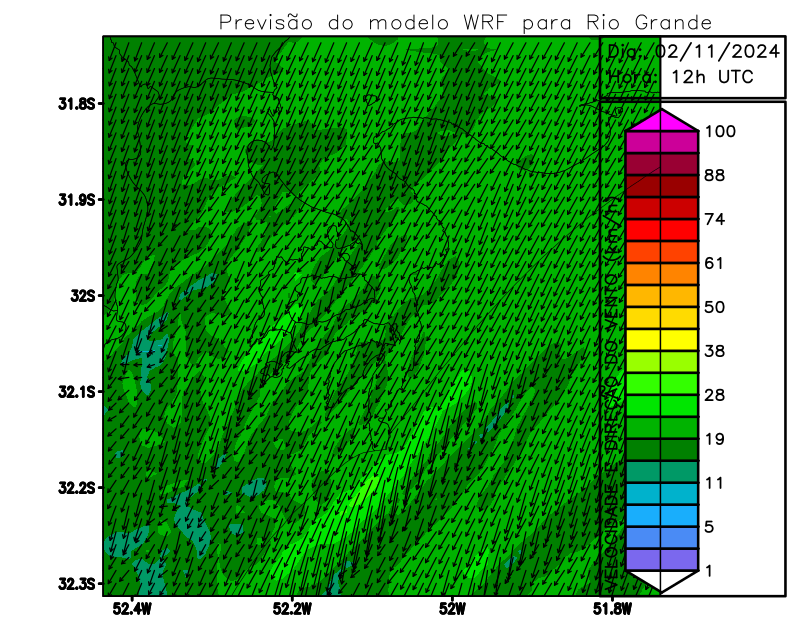 Previsão do modelo WRF para Rio Grande
Dia: 02/11/2024
Hora: 12h UTC
31.8S
31.9S
32S
32.1S
32.2S
32.3S
52.4W
52.2W
52W
51.8W
VELOCIDADE E DIREÇÃO DO VENTO (km/h)
100
88
74
61
50
38
28
19
11
5
1